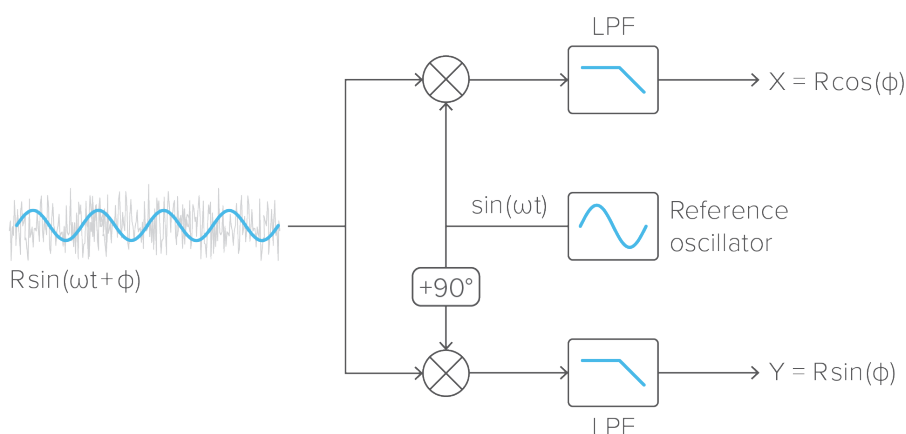 LPF
X = Rcos(ϕ)
sin(ωt)
Reference
oscillator
Rsin(ωt+ϕ)
+90°
Y = Rsin(ϕ)
LPF